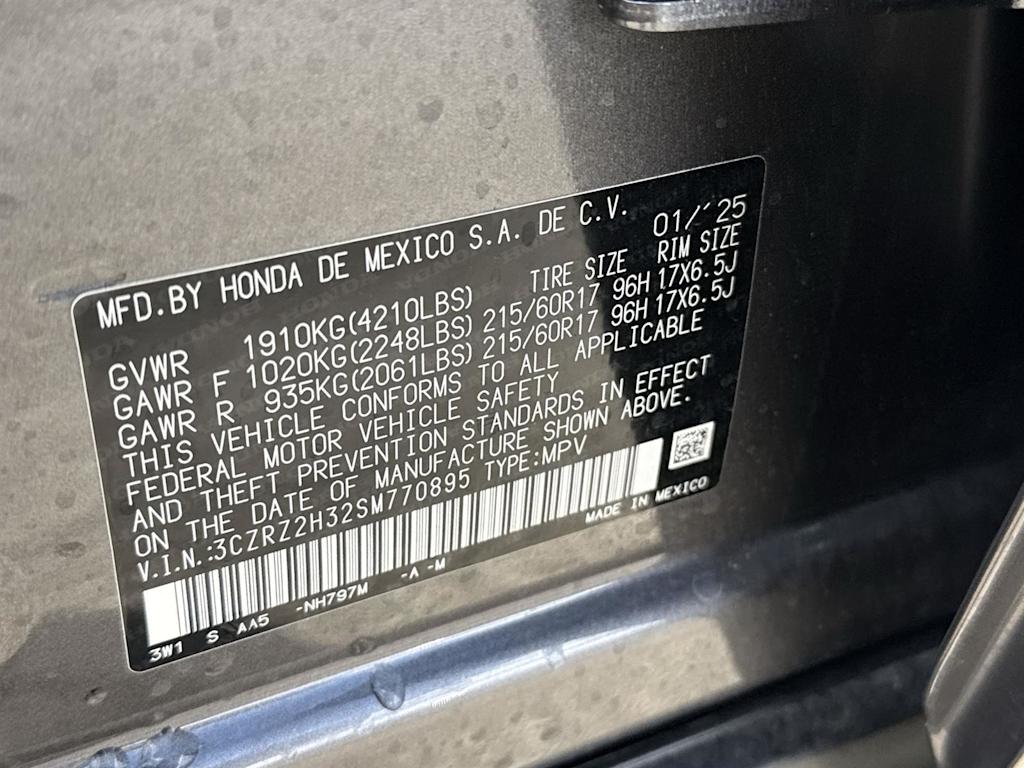 MFD.BY HONDA DE MEXICO S.A. DE C.V. 01/'25
TIRE SIZE RIM SIZE
GVWR 1910KG(4210LBS)
GAWR F 1020KG(2248LBS) 215/60R17 96H 17X6.5J
GAWR R 935KG(2061LBS) 215/60R17 96H 17X6.5J
THIS VEHICLE CONFORMS TO ALL APPLICABLE
FEDERAL MOTOR VEHICLE SAFETY
AND THEFT PREVENTION STANDARDS IN EFFECT
ON THE DATE OF MANUFACTURE SHOWN ABOVE.
V.I.N.:3CZRZ2H32SM770895 TYPE:MPV
3W1 S AA5 -NH797M -A -M MADE IN MEXICO